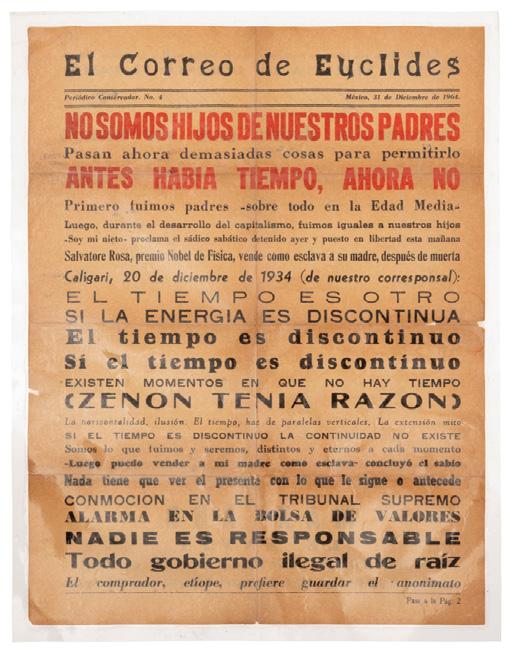 El Correo de Euclides
Periódico Conservador. No. 4 México, 31 de Diciembre de 1964.
NO SOMOS HIJOS DE NUESTROS PADRES
Pasan ahora demasiadas cosas para permitirlo
ANTES HABIA TIEMPO, AHORA NO
Primero fuimos padres -sobre todo en la Edad Media-
Luego, durante el desarrollo del capitalismo, fuimos iguales a nuestros hijos
-Soy mi nieto- proclama el sádico sabático detenido ayer y puesto en libertad esta mañana
Salvatore Rosa, premio Nobel de Física, vende como esclava a su madre, después de muerta
Caligari, 20 de diciembre de 1934 (de nuestro corresponsal):
EL TIEMPO ES OTRO
SI LA ENERGIA ES DISCONTINUA
El tiempo es discontinuo
Si el tiempo es discontinuo
EXISTEN MOMENTOS EN QUE NO HAY TIEMPO
(ZENON TENIA RAZON)
La horizontalidad, ilusión. El tiempo, haz de paralelas verticales. La extensión mito
SI EL TIEMPO ES DISCONTINUO LA CONTINUIDAD NO EXISTE
Somos lo que fuimos y seremos, distintos y eternos a cada momento
-Luego puedo vender a mi madre como esclava- concluyó el sabio
Nada tiene que ver el presente con lo que le sigue o antecede
CONMOCION EN EL TRIBUNAL SUPREMO
ALARMA EN LA BOLSA DE VALORES
NADIE ES RESPONSABLE
Todo gobierno ilegal de raíz
El comprador, etíope, prefiere guardar el anonimato
Pasa a la Pág. 2